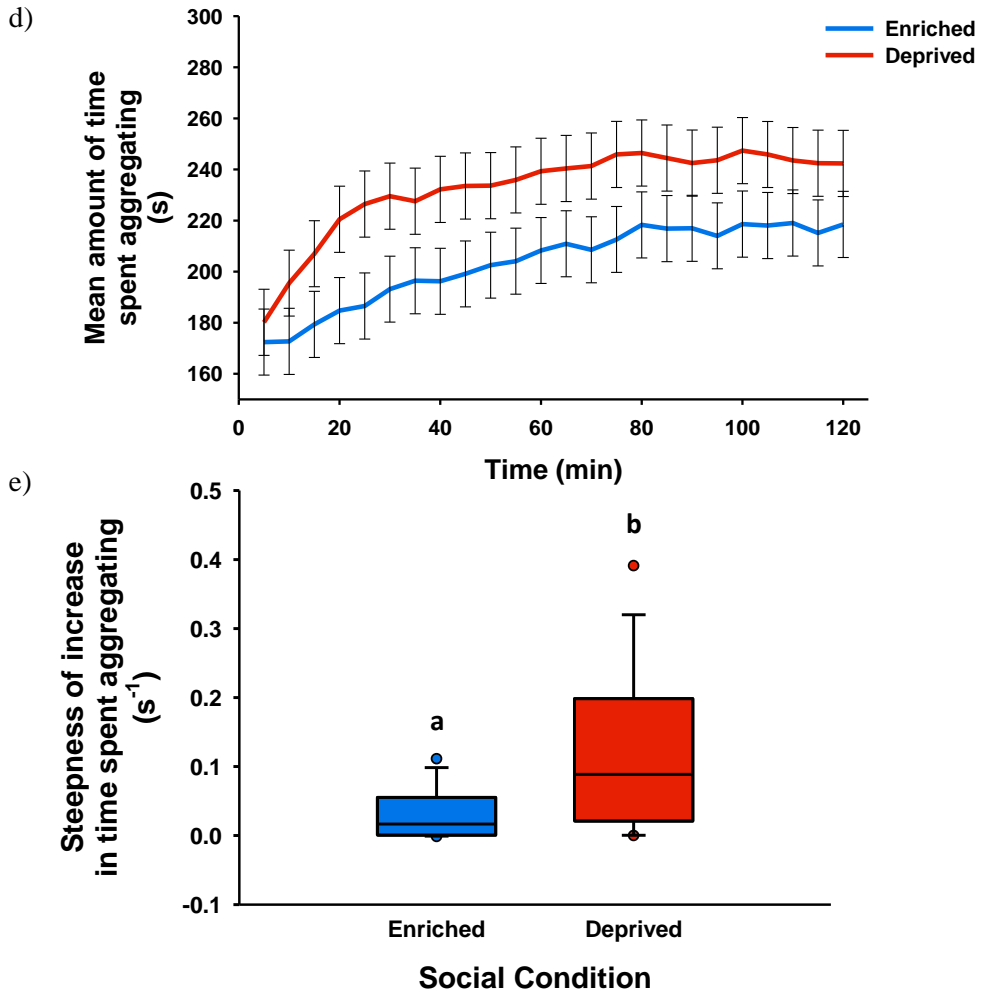 d)
Enriched
Deprived
Mean amount of time
spent aggregating
(s)
300
280
260
240
220
200
180
160
0 20 40 60 80 100 120
Time (min)
e)
Steepness of increase
in time spent aggregating
(s⁻¹)
0.5
0.4
0.3
0.2
0.1
0.0
-0.1
a
b
Enriched Deprived
Social Condition